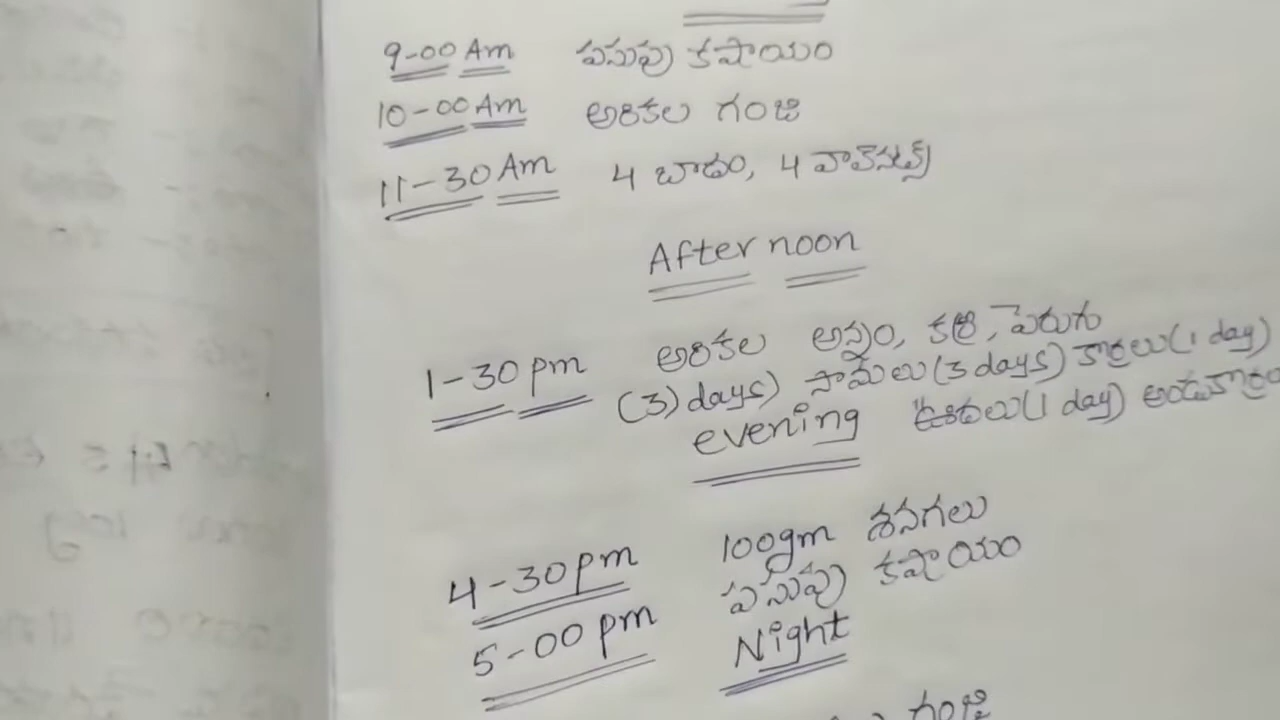 9-00 Am పసుపు కషాయం
10-00 Am అరికల గంజి
11-30 Am 4 బాదం, 4 వాల్‌నట్స్
After noon
1-30 pm అరికల అన్నం, కర్రీ, పెరుగు
(3) days) సామలు (3 days) కొర్రలు (1 day)
evening ఊదలు (1 day)
4-30 pm 100gm శనగలు
5-00 pm పసుపు కషాయం
Night
గంజి